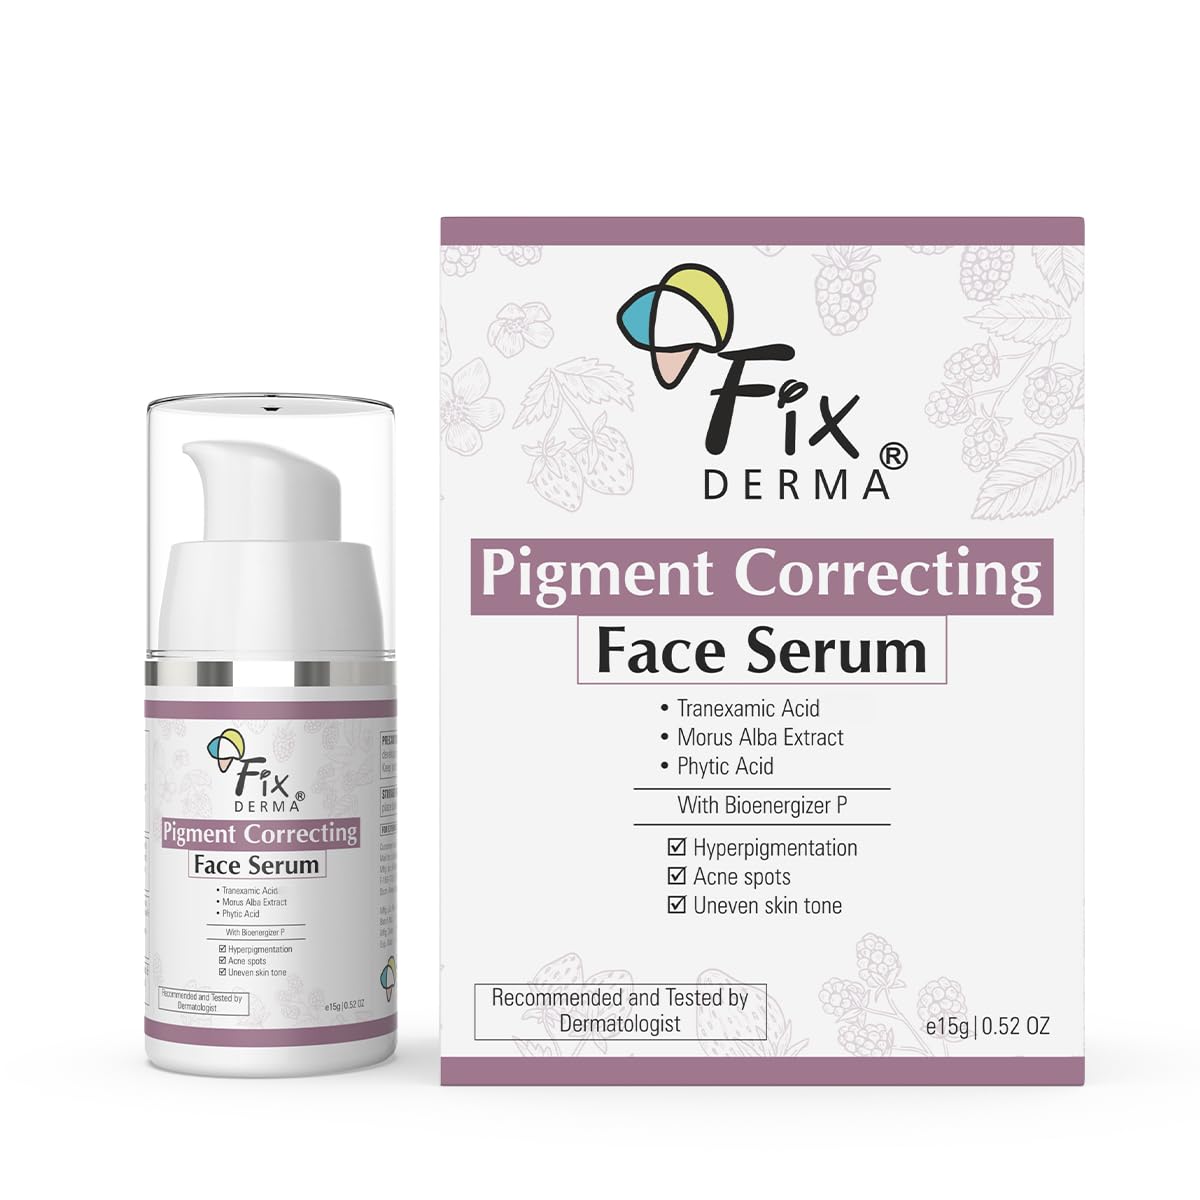 Fix
DERMA®
Pigment Correcting
Face Serum
• Tranexamic Acid
• Morus Alba Extract
• Phytic Acid
With Bioenergizer P
☑ Hyperpigmentation
☑ Acne spots
☑ Uneven skin tone
Recommended and Tested by
Dermatologist
e15g|0.52 OZ
Fix
DERMA®
Pigment Correcting
Face Serum
• Tranexamic Acid
• Morus Alba Extract
• Phytic Acid
With Bioenergizer P
☑ Hyperpigmentation
☑ Acne spots
☑ Uneven skin tone
Recommended and Tested by
Dermatologist
e15g|0.52 OZ